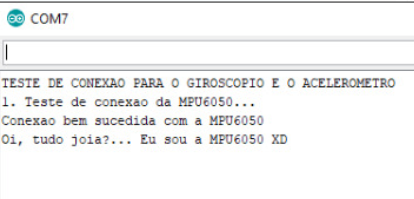 COM7
TESTE DE CONEXAO PARA O GIROSCOPIO E O ACELEROMETRO
1. Teste de conexao da MPU6050...
Conexao bem sucedida com a MPU6050
Oi, tudo joia?... Eu sou a MPU6050 XD